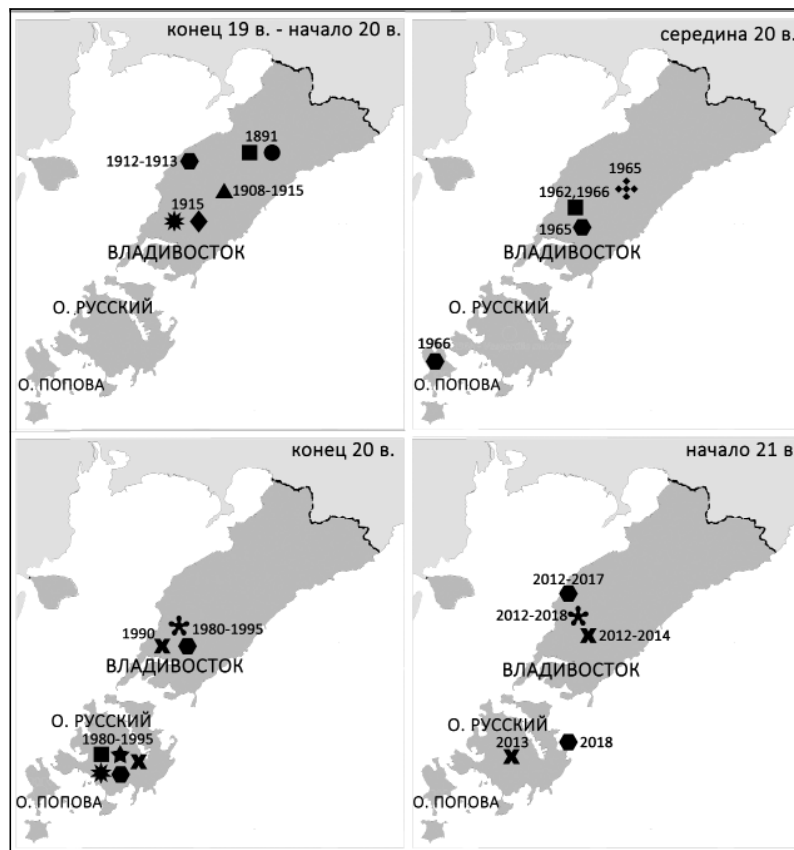 конец 19 в. - начало 20 в.
1891
1912-1913
1908-1915
1915
ВЛАДИВОСТОК
О. РУССКИЙ
О. ПОПОВА
середина 20 в.
1965
1962,1966
1965
ВЛАДИВОСТОК
О. РУССКИЙ
1966
О. ПОПОВА
конец 20 в.
1990
1980-1995
ВЛАДИВОСТОК
О. РУССКИЙ
1980-1995
О. ПОПОВА
начало 21 в
2012-2017
2012-2018
2012-2014
ВЛАДИВОСТОК
О. РУССКИЙ
2013
2018
О. ПОПОВА